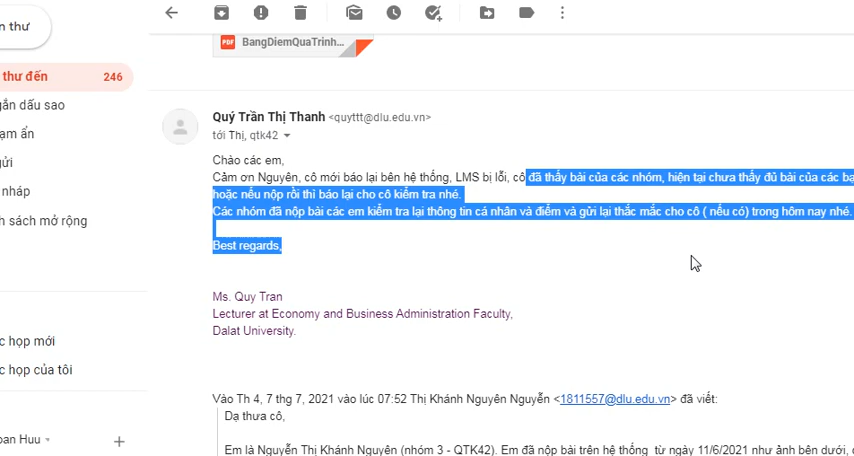 n thư
BangDiemQuaTrinh...
thư đến 246
Quý Trần Thị Thanh <quyttt@dlu.edu.vn>
gắn dấu sao
tới Thị, qtk42
ạm ẩn
Chào các em,
gửi
Cảm ơn Nguyên, cô mới báo lại bên hệ thống, LMS bị lỗi, cô đã thấy bài của các nhóm, hiện tại chưa thấy đủ bài của các bạ
nháp
hoặc nếu nộp rồi thì báo lại cho cô kiểm tra nhé.
Các nhóm đã nộp bài các em kiểm tra lại thông tin cá nhân và điểm và gửi lại thắc mắc cho cô ( nếu có) trong hôm nay nhé.
h sách mở rộng
Best regards,
Ms. Quy Tran
Lecturer at Economy and Business Administration Faculty,
Dalat University.
c họp mới
c họp của tôi
Vào Th 4, 7 thg 7, 2021 vào lúc 07:52 Thị Khánh Nguyên Nguyễn <1811557@dlu.edu.vn> đã viết:
Dạ thưa cô,
oan Huu
Em là Nguyễn Thị Khánh Nguyên (nhóm 3 - QTK42). Em đã nộp bài trên hệ thống từ ngày 11/6/2021 như ảnh bên dưới,